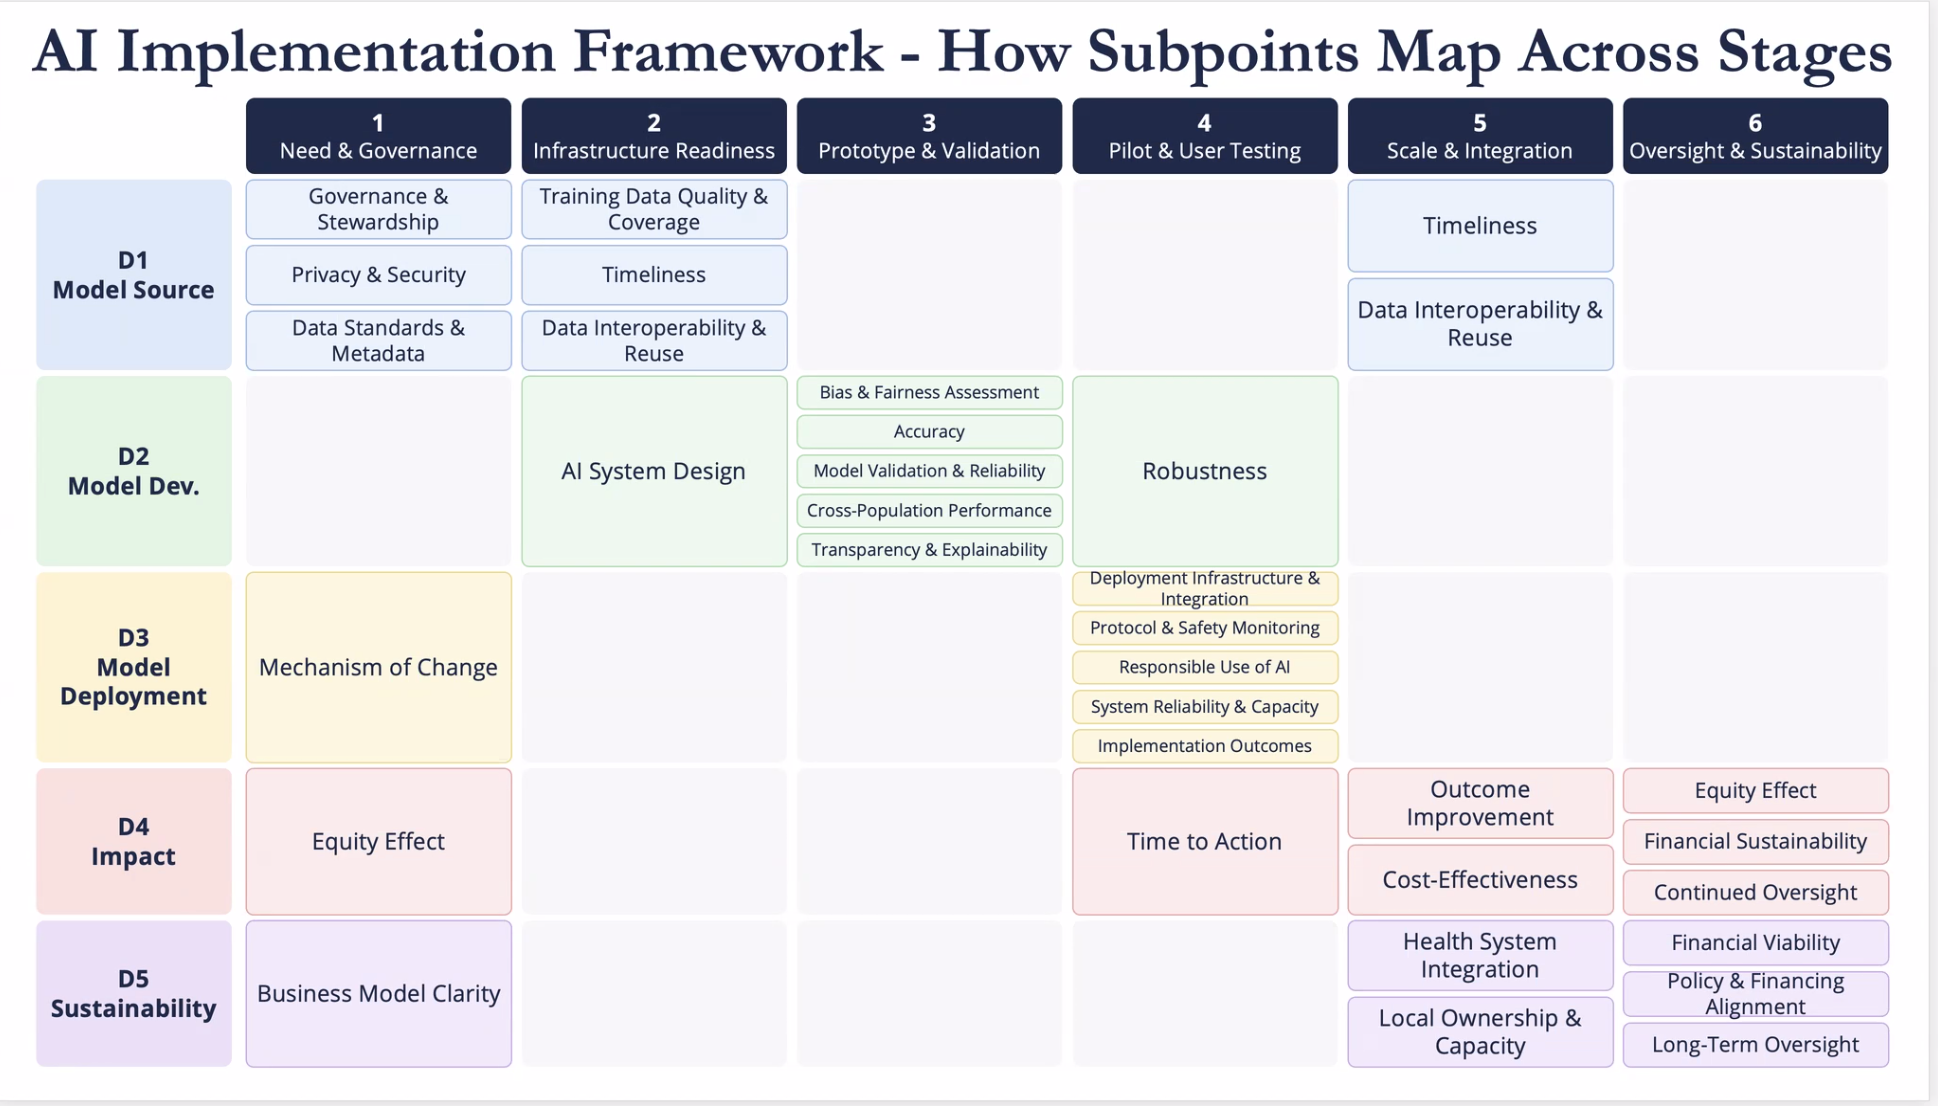 AI Implementation Framework - How Subpoints Map Across Stages
1
Need & Governance
2
Infrastructure Readiness
3
Prototype & Validation
4
Pilot & User Testing
5
Scale & Integration
6
Oversight & Sustainability
D1
Model Source
Governance &
Stewardship
Privacy & Security
Data Standards &
Metadata
Training Data Quality &
Coverage
Timeliness
Data Interoperability &
Reuse
Timeliness
Data Interoperability &
Reuse
D2
Model Dev.
AI System Design
Bias & Fairness Assessment
Accuracy
Model Validation & Reliability
Cross-Population Performance
Transparency & Explainability
Robustness
D3
Model
Deployment
Mechanism of Change
Deployment Infrastructure &
Integration
Protocol & Safety Monitoring
Responsible Use of AI
System Reliability & Capacity
Implementation Outcomes
D4
Impact
Equity Effect
Time to Action
Outcome
Improvement
Cost-Effectiveness
Equity Effect
Financial Sustainability
Continued Oversight
D5
Sustainability
Business Model Clarity
Health System
Integration
Local Ownership &
Capacity
Financial Viability
Policy & Financing
Alignment
Long-Term Oversight